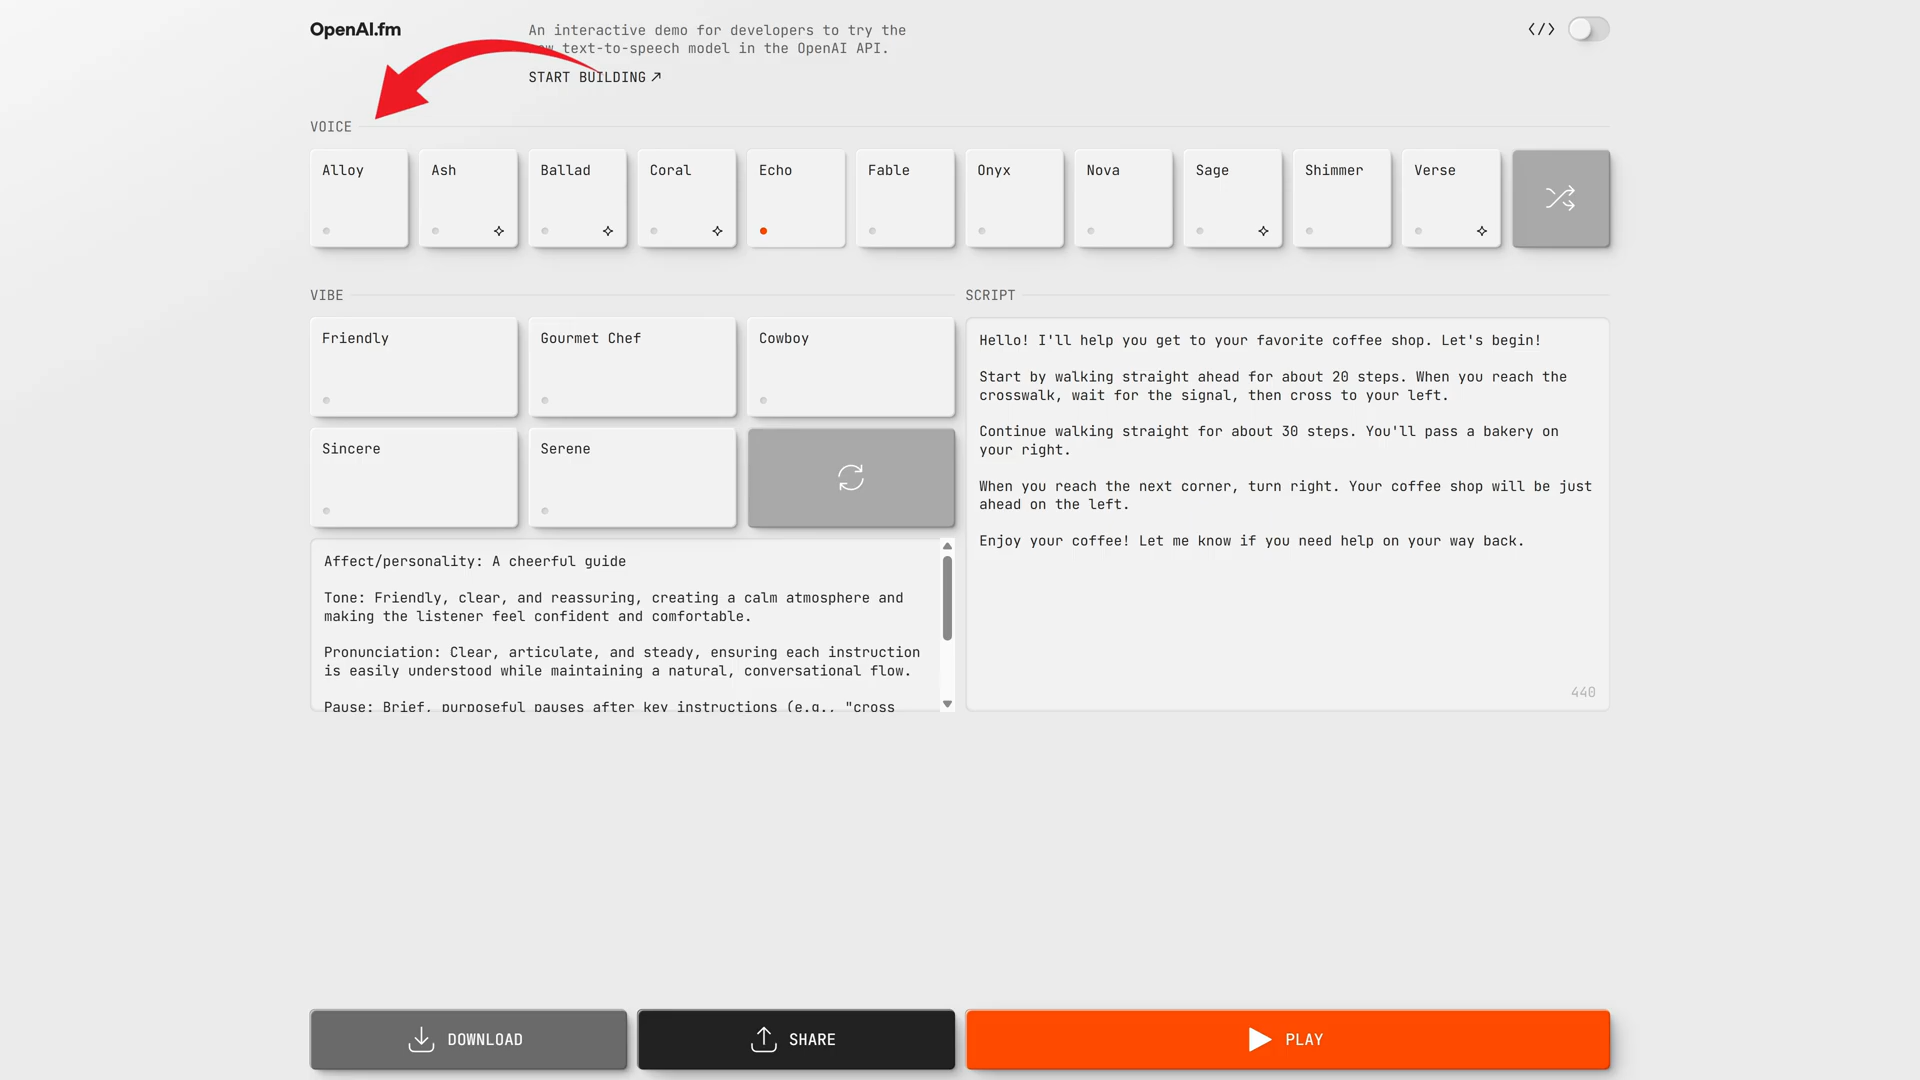 OpenAI.fm
An interactive demo for developers to try the
text-to-speech model in the OpenAI API.
START BUILDING
</>
VOICE
Alloy
Ash
Ballad
Coral
Echo
Fable
Onyx
Nova
Sage
Shimmer
Verse
VIBE
Friendly
Gourmet Chef
Cowboy
Sincere
Serene
Affect/personality: A cheerful guide
Tone: Friendly, clear, and reassuring, creating a calm atmosphere and
making the listener feel confident and comfortable.
Pronunciation: Clear, articulate, and steady, ensuring each instruction
is easily understood while maintaining a natural, conversational flow.
Pause: Brief, purposeful pauses after key instructions (e.g., "cross
SCRIPT
Hello! I'll help you get to your favorite coffee shop. Let's begin!
Start by walking straight ahead for about 20 steps. When you reach the
crosswalk, wait for the signal, then cross to your left.
Continue walking straight for about 30 steps. You'll pass a bakery on
your right.
When you reach the next corner, turn right. Your coffee shop will be just
ahead on the left.
Enjoy your coffee! Let me know if you need help on your way back.
440
DOWNLOAD
SHARE
PLAY